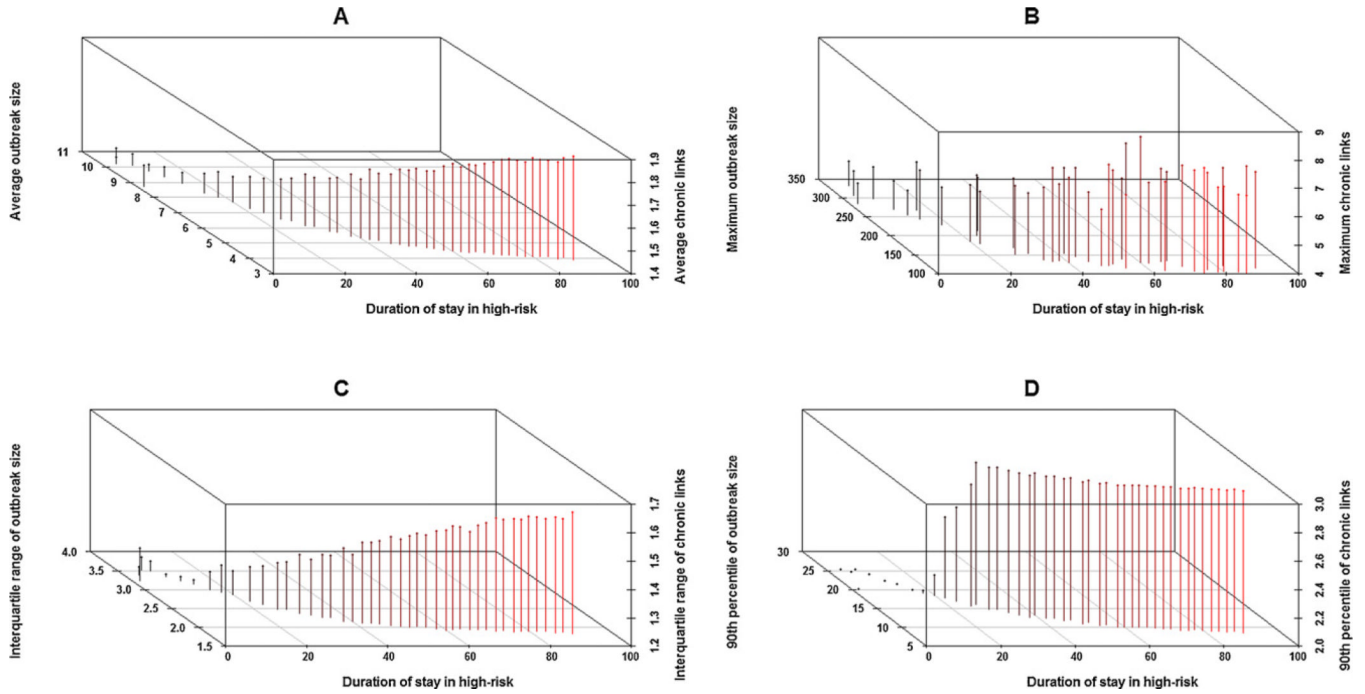 A
Average outbreak size
11
10
9
8
7
6
5
4
3
0 20 40 60 80 100
Duration of stay in high-risk
1.9
1.8
1.7
1.6
1.5
1.4
Average chronic links
B
Maximum outbreak size
350
300
250
200
150
100
0 20 40 60 80 100
Duration of stay in high-risk
9
8
7
6
5
4
Maximum chronic links
C
Interquartile range of outbreak size
4.0
3.5
3.0
2.5
2.0
1.5
0 20 40 60 80 100
Duration of stay in high-risk
1.7
1.6
1.5
1.4
1.3
1.2
Interquartile range of chronic links
D
90th percentile of outbreak size
30
25
20
15
10
5
0 20 40 60 80 100
Duration of stay in high-risk
3.0
2.8
2.6
2.4
2.2
2.0
90th percentile of chronic links